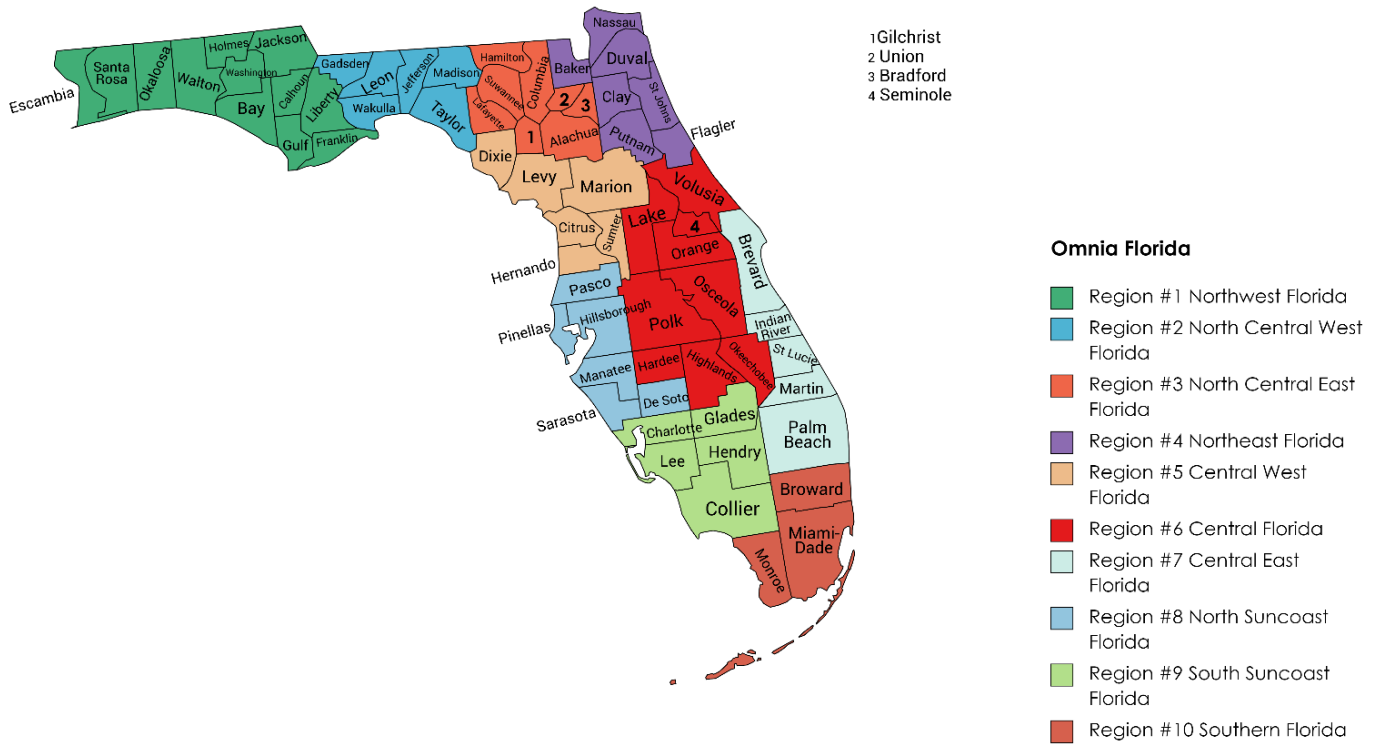 Nassau
Holmes
Jackson
Santa
Rosa
Okaloosa
Walton
Washington
Bay
Calhoun
Liberty
Gulf
Franklin
Escambia
Gadsden
Leon
Jefferson
Madison
Wakulla
Taylor
Hamilton
Suwannee
Columbia
Lafayette
Baker
Duval
2
3
Clay
St Johns
1
Alachua
Putnam
Flagler
Dixie
Levy
Marion
Volusia
Citrus
Sumter
Lake
4
Orange
Brevard
Hernando
Pasco
Osceola
Pinellas
Hillsborough
Polk
Indian
River
Manatee
Hardee
Highlands
Okeechobee
St Lucie
Sarasota
De Soto
Martin
Charlotte
Glades
Palm
Beach
Lee
Hendry
Collier
Broward
Miami-
Dade
Monroe
1 Gilchrist
2 Union
3 Bradford
4 Seminole
Omnia Florida
Region #1 Northwest Florida
Region #2 North Central West
Florida
Region #3 North Central East
Florida
Region #4 Northeast Florida
Region #5 Central West
Florida
Region #6 Central Florida
Region #7 Central East
Florida
Region #8 North Suncoast
Florida
Region #9 South Suncoast
Florida
Region #10 Southern Florida